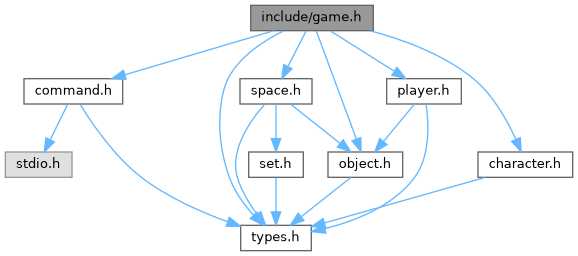 include/game.h
command.h
space.h
player.h
stdio.h
set.h
object.h
character.h
types.h